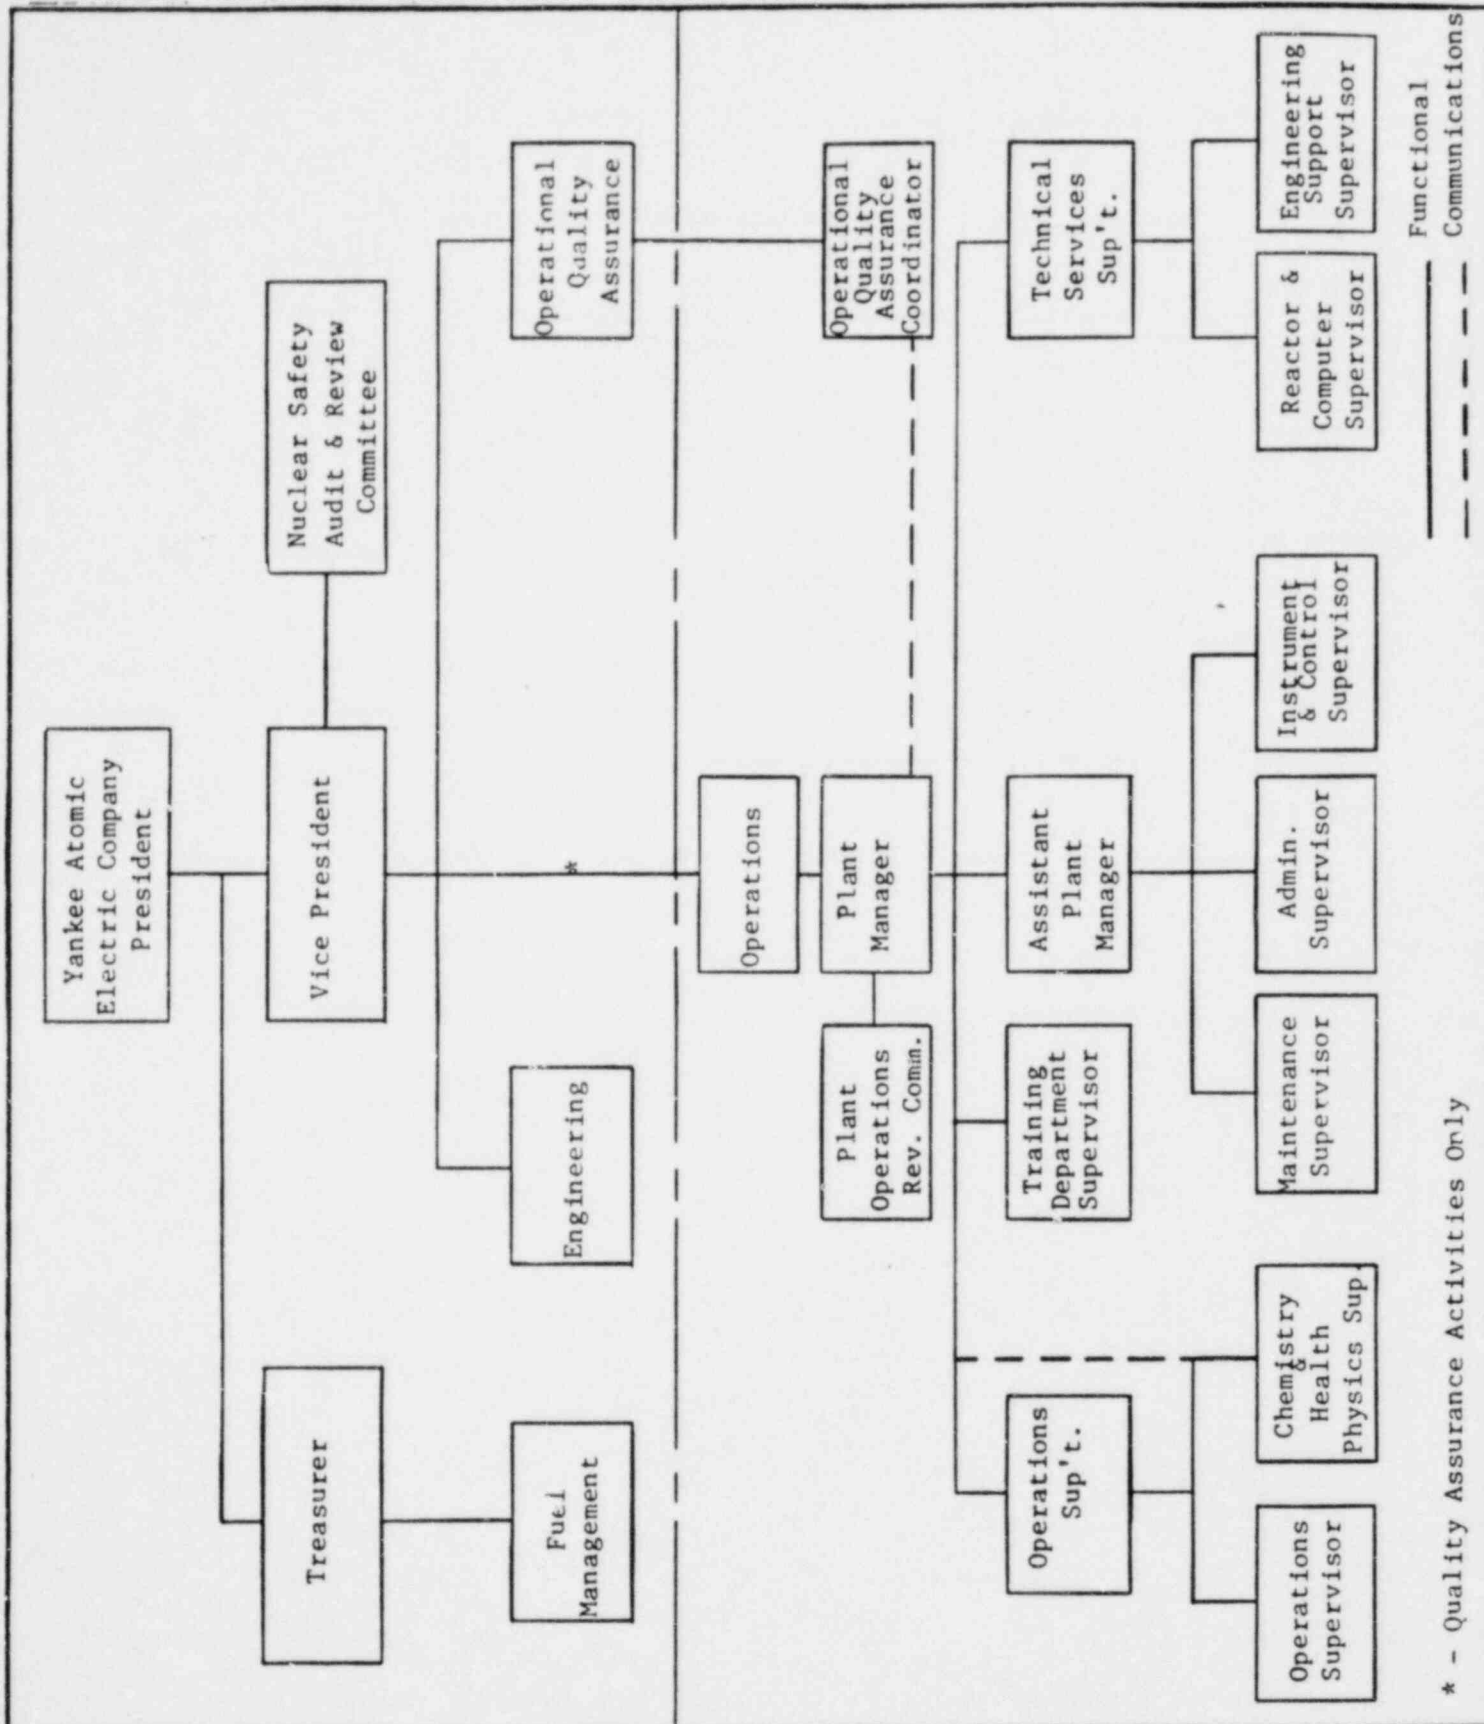 Yankee Atomic
Electric Company
President
Treasurer
Vice President
Nuclear Safety
Audit & Review
Committee
Fuel
Management
Engineering
*
Operational
Quality
Assurance
Operations
Plant
Operations
Rev. Comm.
Plant
Manager
Operational
Quality
Assurance
Coordinator
Operations
Sup't.
Training
Department
Supervisor
Assistant
Plant
Manager
Technical
Services
Sup't.
Operations
Supervisor
Chemistry
&
Health
Physics Sup.
Maintenance
Supervisor
Admin.
Supervisor
Instrument
& Control
Supervisor
Reactor &
Computer
Supervisor
Engineering
Support
Supervisor
Functional
Communications
* - Quality Assurance Activities Only